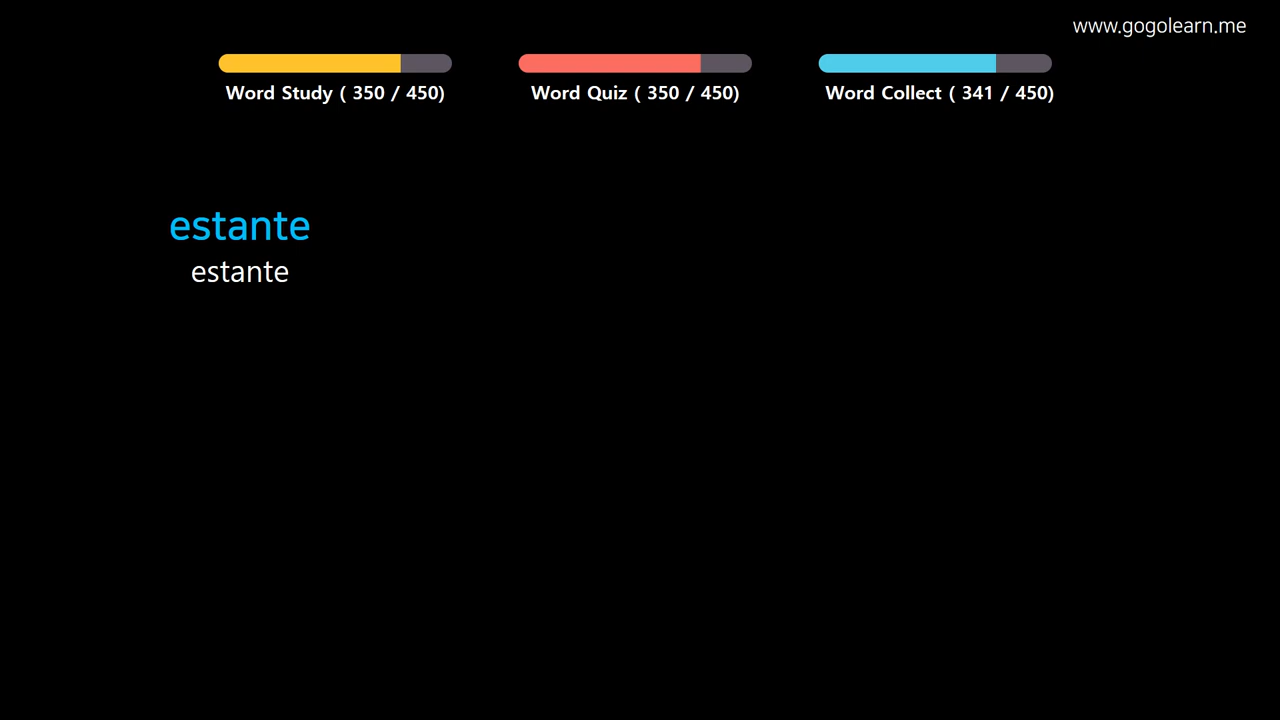 www.gogolearn.me
Word Study ( 350 / 450)
Word Quiz ( 350 / 450)
Word Collect ( 341 / 450)
estante
estante